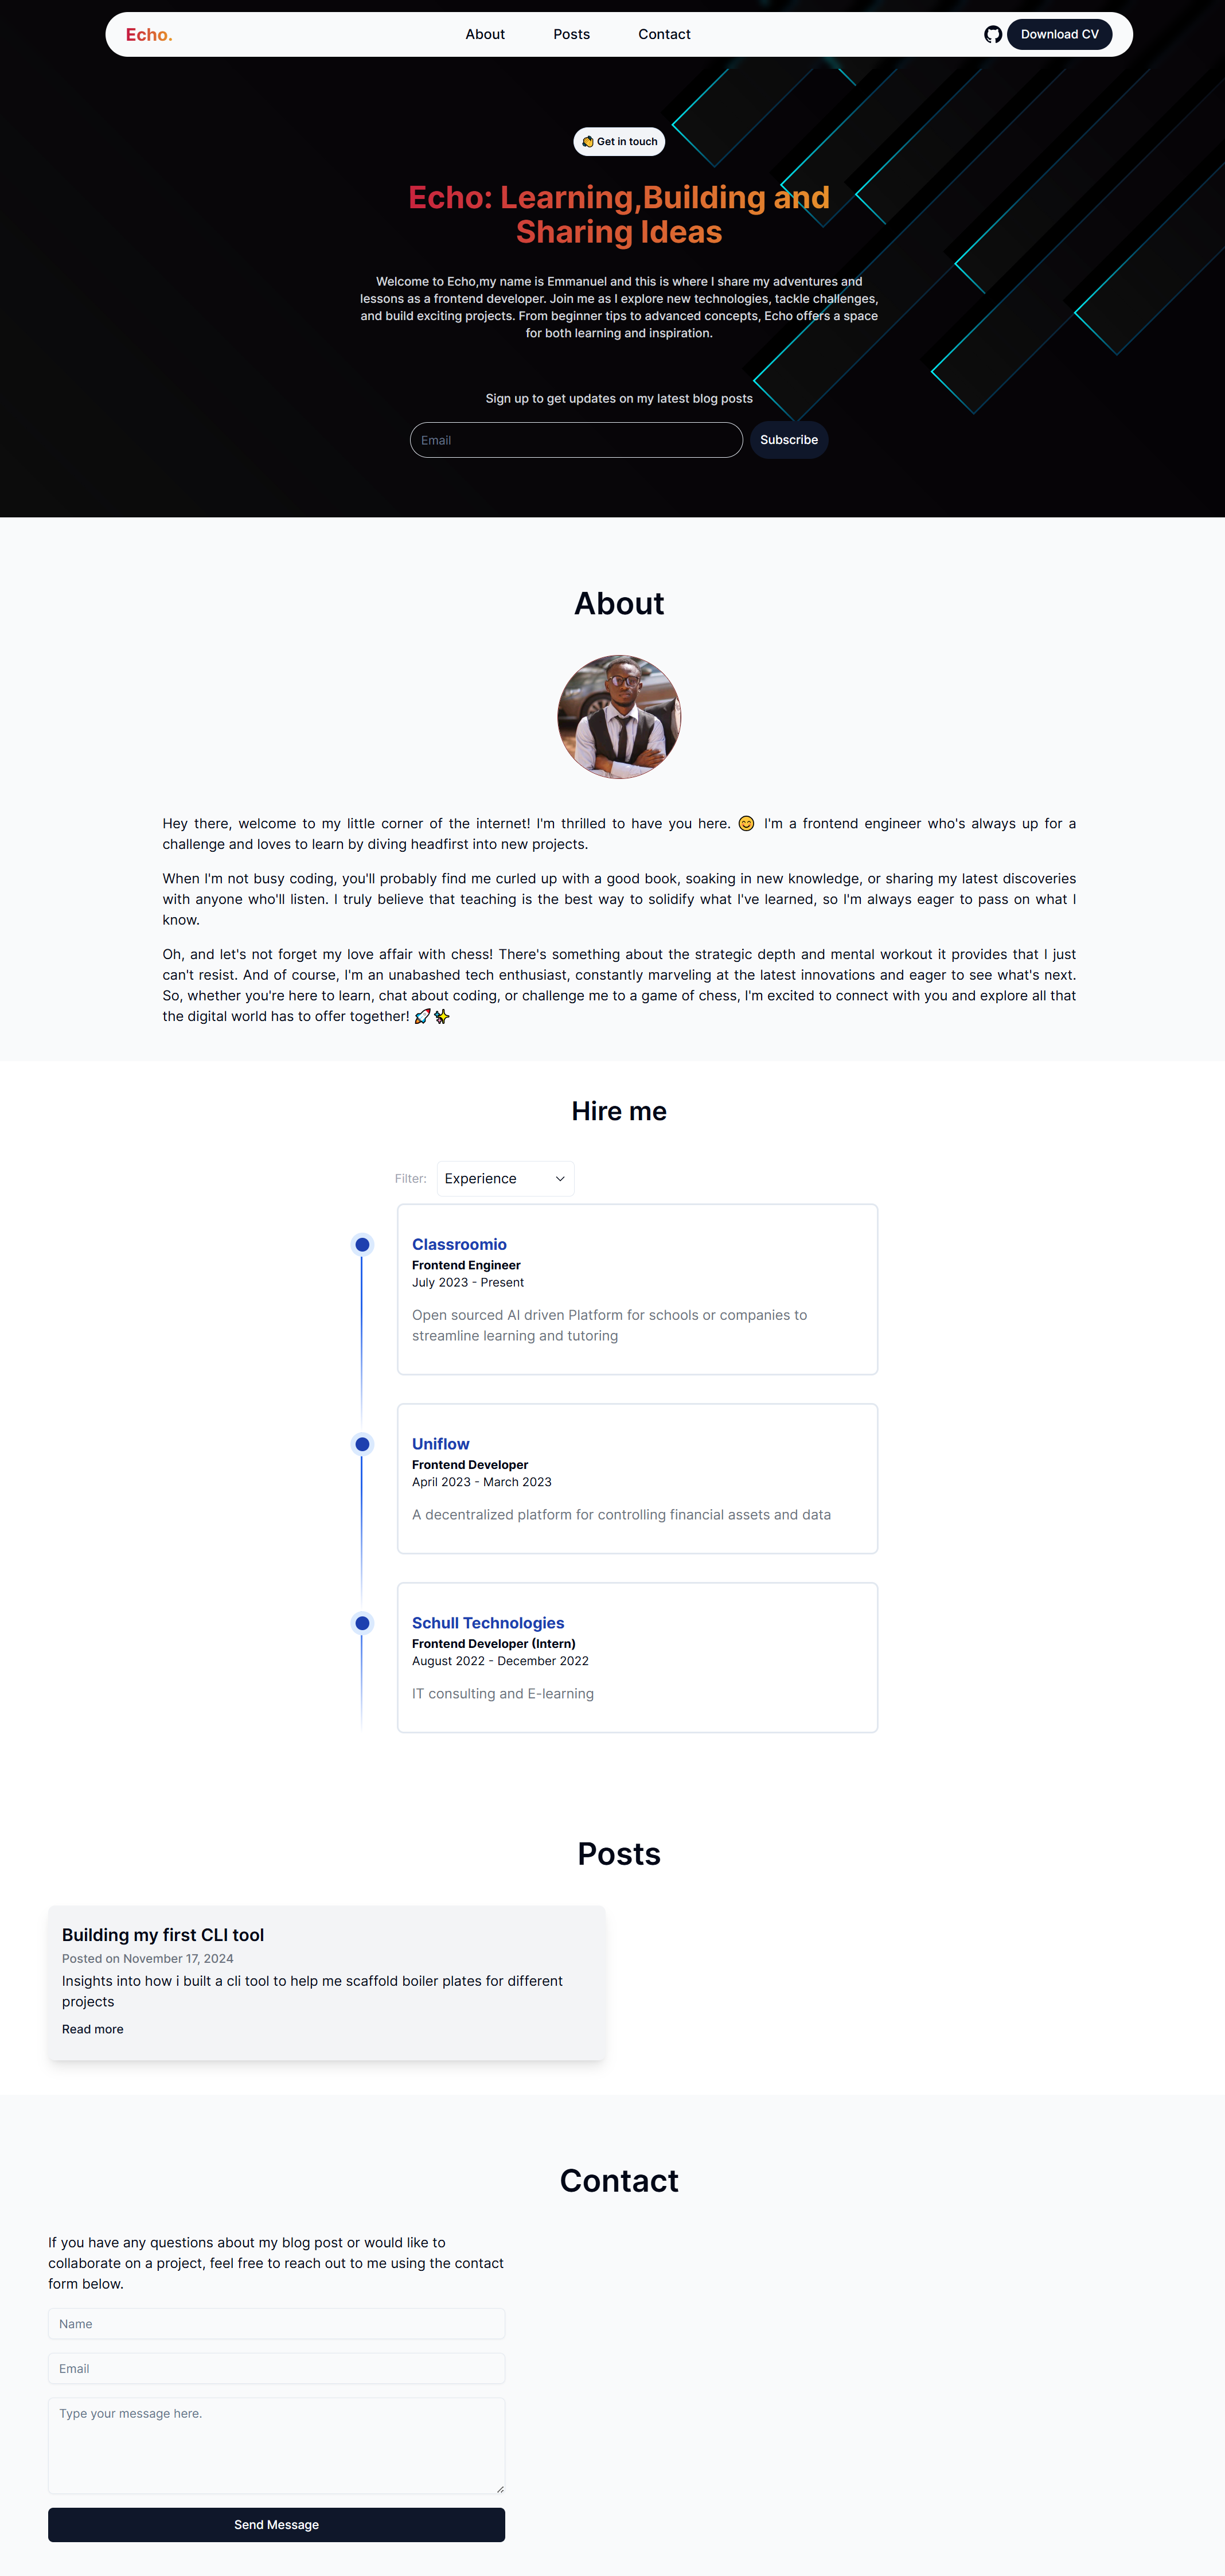 Echo.
About
Posts
Contact
Download CV
👏 Get in touch
Echo: Learning,Building and
Sharing Ideas
Welcome to Echo,my name is Emmanuel and this is where I share my adventures and
lessons as a frontend developer. Join me as I explore new technologies, tackle challenges,
and build exciting projects. From beginner tips to advanced concepts, Echo offers a space
for both learning and inspiration.
Sign up to get updates on my latest blog posts
Email
Subscribe
About
Hey there, welcome to my little corner of the internet! I'm thrilled to have you here. 😊 I'm a frontend engineer who's always up for a
challenge and loves to learn by diving headfirst into new projects.
When I'm not busy coding, you'll probably find me curled up with a good book, soaking in new knowledge, or sharing my latest discoveries
with anyone who'll listen. I truly believe that teaching is the best way to solidify what I've learned, so I'm always eager to pass on what I
know.
Oh, and let's not forget my love affair with chess! There's something about the strategic depth and mental workout it provides that I just
can't resist. And of course, I'm an unabashed tech enthusiast, constantly marveling at the latest innovations and eager to see what's next.
So, whether you're here to learn, chat about coding, or challenge me to a game of chess, I'm excited to connect with you and explore all that
the digital world has to offer together! 🚀✨
Hire me
Filter:
Experience
Classroomio
Frontend Engineer
July 2023 - Present
Open sourced AI driven Platform for schools or companies to
streamline learning and tutoring
Uniflow
Frontend Developer
April 2023 - March 2023
A decentralized platform for controlling financial assets and data
Schull Technologies
Frontend Developer (Intern)
August 2022 - December 2022
IT consulting and E-learning
Posts
Building my first CLI tool
Posted on November 17, 2024
Insights into how i built a cli tool to help me scaffold boiler plates for different
projects
Read more
Contact
If you have any questions about my blog post or would like to
collaborate on a project, feel free to reach out to me using the contact
form below.
Name
Email
Type your message here.
Send Message